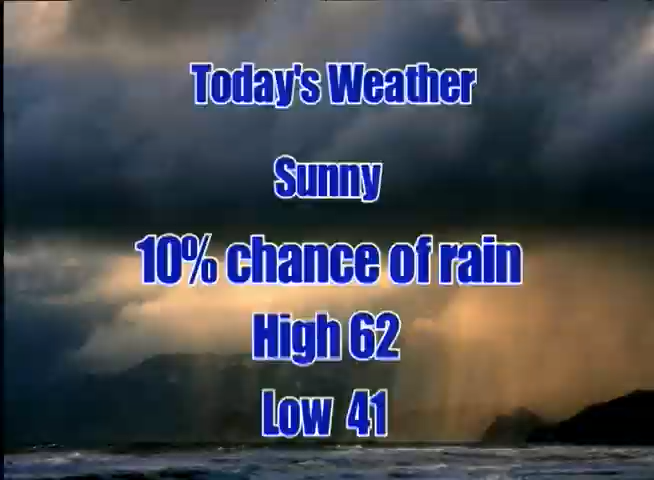 Today's Weather
Sunny
10% chance of rain
High 62
Low 41